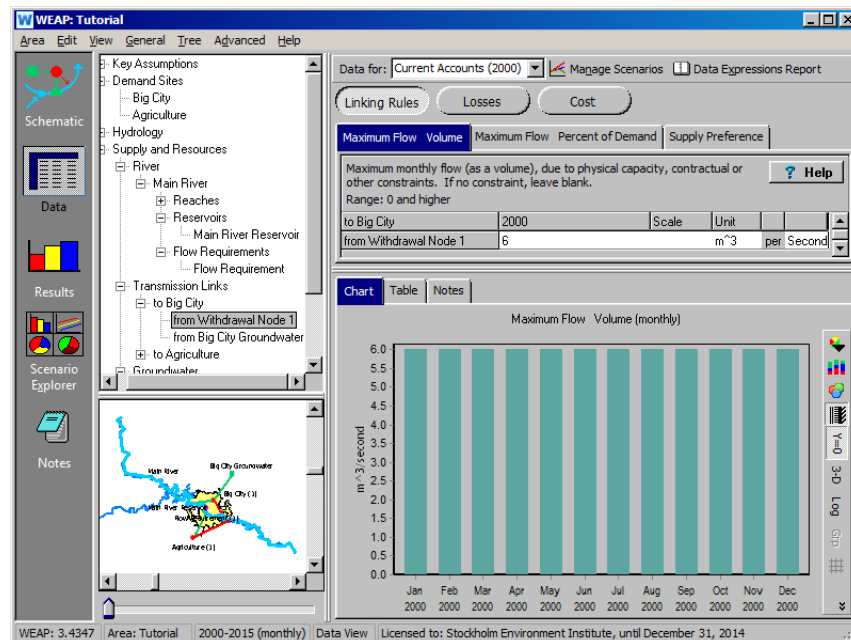 WEAP: Tutorial
Area Edit View General Tree Advanced Help
Schematic
Data
Results
Scenario
Explorer
Notes
Key Assumptions
Demand Sites
Big City
Agriculture
Hydrology
Supply and Resources
River
Main River
Reaches
Reservoirs
Main River Reservoir
Flow Requirements
Flow Requirement
Transmission Links
to Big City
from Withdrawal Node 1
from Big City Groundwater
to Agriculture
Groundwater
Main River
Big City Groundwater
Big City (1)
Main River Reservoir
Agriculture (1)
Data for: Current Accounts (2000) Manage Scenarios Data Expressions Report
Linking Rules Losses Cost
Maximum Flow Volume Maximum Flow Percent of Demand Supply Preference
Maximum monthly flow (as a volume), due to physical capacity, contractual or
other constraints. If no constraint, leave blank.
Range: 0 and higher
? Help
to Big City 2000 Scale Unit
from Withdrawal Node 1 6 m^3 per Second
Chart Table Notes
Maximum Flow Volume (monthly)
m^3/second
6.0
5.5
5.0
4.5
4.0
3.5
3.0
2.5
2.0
1.5
1.0
0.5
0.0
Jan Feb Mar Apr May Jun Jul Aug Sep Oct Nov Dec
2000 2000 2000 2000 2000 2000 2000 2000 2000 2000 2000 2000
Y=0
3-D
Log
WEAP: 3.4347 Area: Tutorial 2000-2015 (monthly) Data View Licensed to: Stockholm Environment Institute, until December 31, 2014